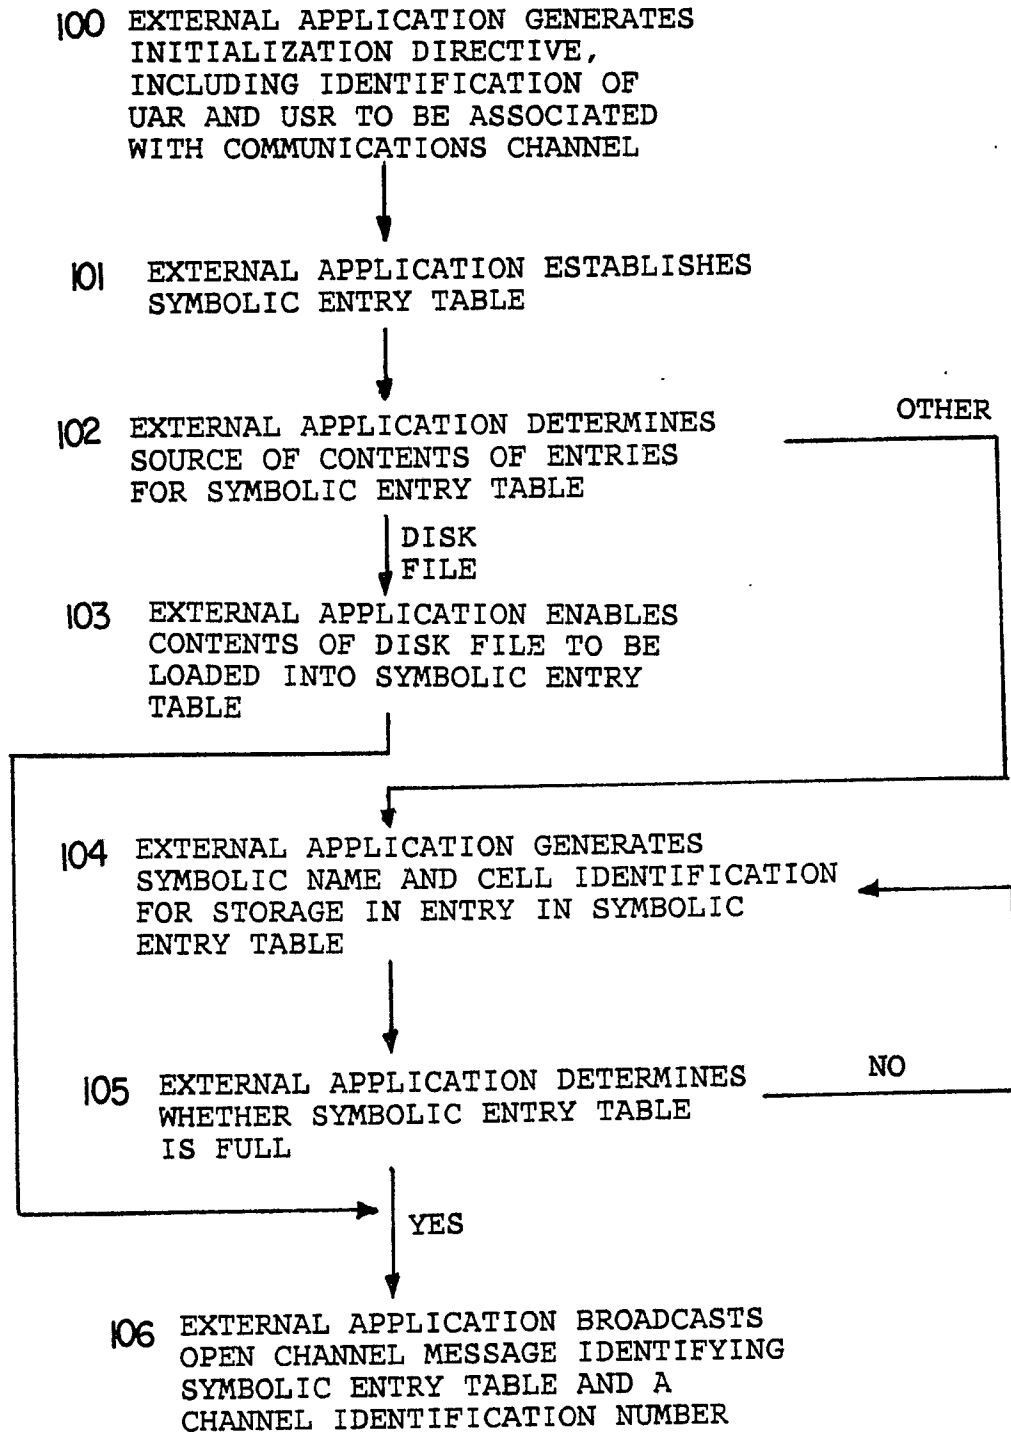 100 EXTERNAL APPLICATION GENERATES
INITIALIZATION DIRECTIVE,
INCLUDING IDENTIFICATION OF
UAR AND USR TO BE ASSOCIATED
WITH COMMUNICATIONS CHANNEL
101 EXTERNAL APPLICATION ESTABLISHES
SYMBOLIC ENTRY TABLE
OTHER
102 EXTERNAL APPLICATION DETERMINES
SOURCE OF CONTENTS OF ENTRIES
FOR SYMBOLIC ENTRY TABLE
DISK
FILE
103 EXTERNAL APPLICATION ENABLES
CONTENTS OF DISK FILE TO BE
LOADED INTO SYMBOLIC ENTRY
TABLE
104 EXTERNAL APPLICATION GENERATES
SYMBOLIC NAME AND CELL IDENTIFICATION
FOR STORAGE IN ENTRY IN SYMBOLIC
ENTRY TABLE
105 EXTERNAL APPLICATION DETERMINES
WHETHER SYMBOLIC ENTRY TABLE
IS FULL
NO
YES
106 EXTERNAL APPLICATION BROADCASTS
OPEN CHANNEL MESSAGE IDENTIFYING
SYMBOLIC ENTRY TABLE AND A
CHANNEL IDENTIFICATION NUMBER